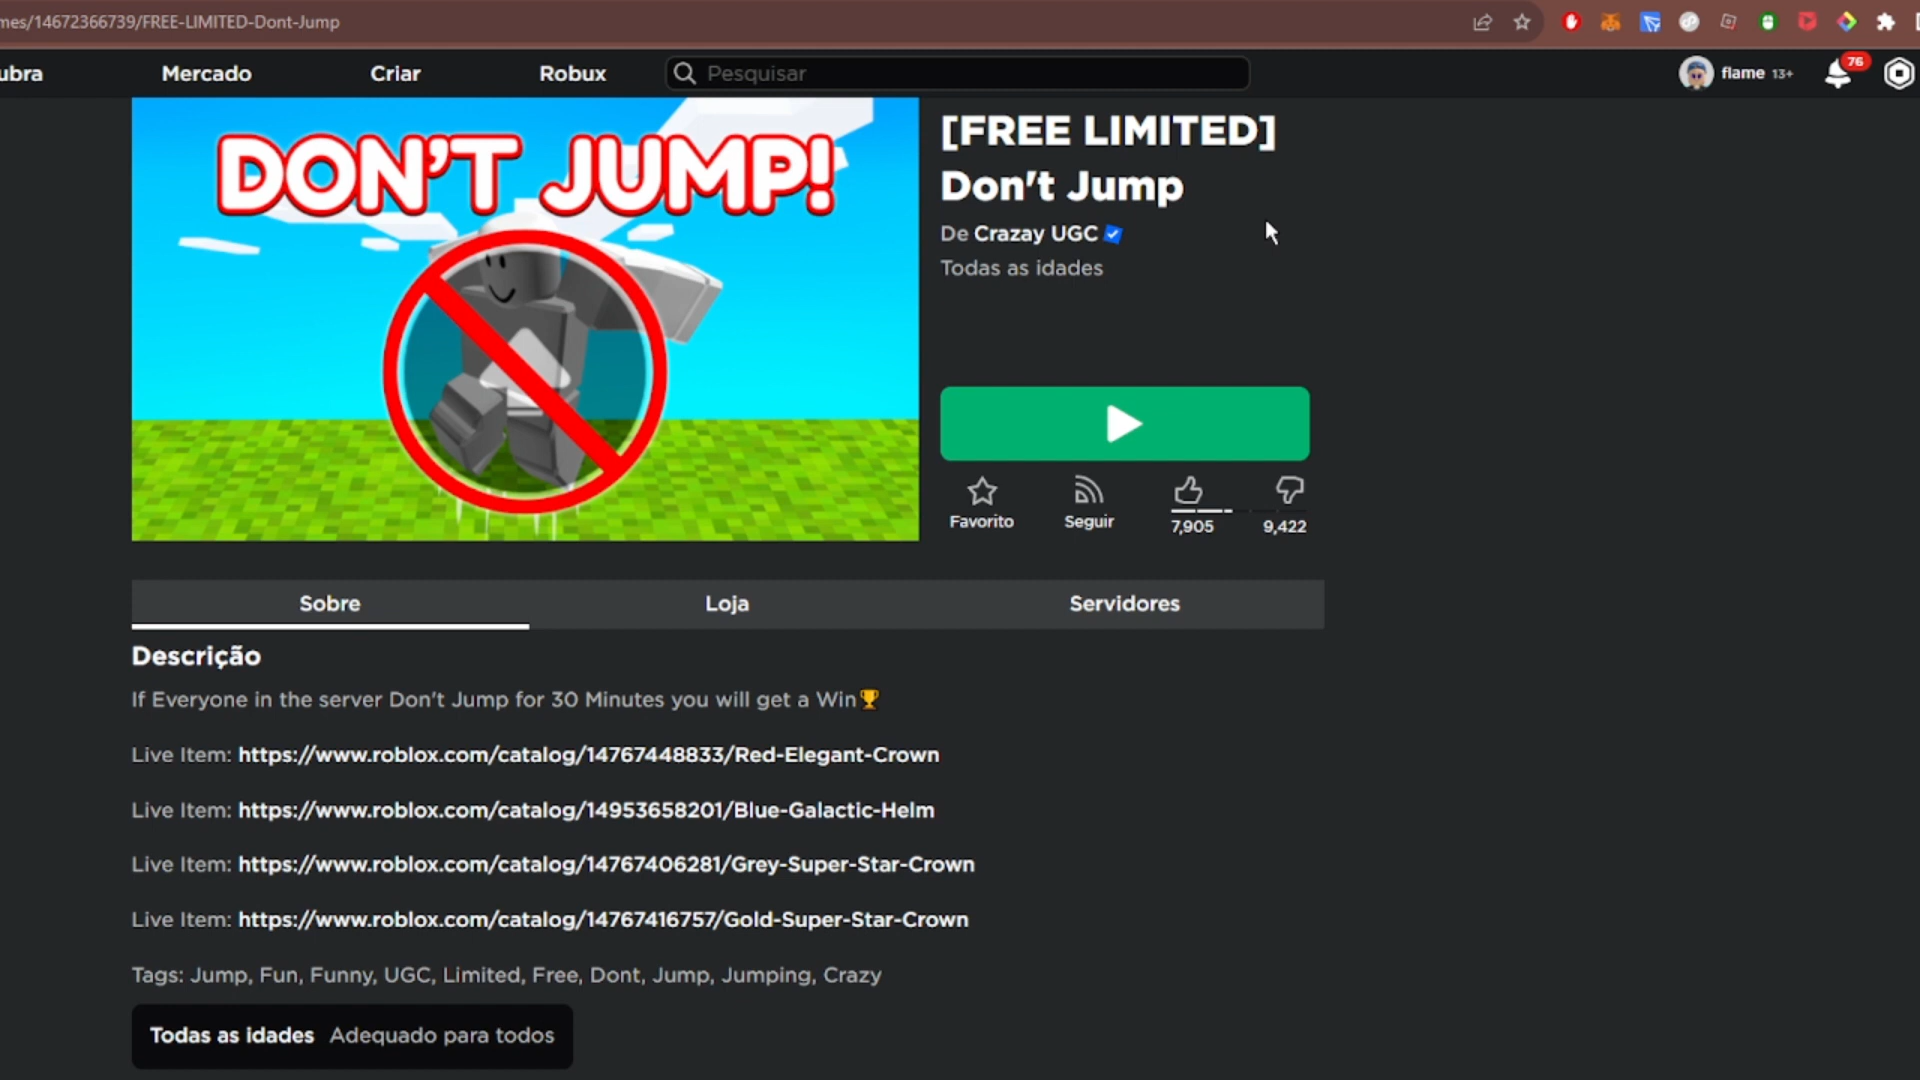 mes/14672366739/FREE-LIMITED-Dont-Jump
ubra Mercado Criar Robux Pesquisar flame 13+ 76
DON'T JUMP!
[FREE LIMITED]
Don't Jump
De Crazay UGC
Todas as idades
Favorito Seguir 7,905 9,422
Sobre Loja Servidores
Descrição
If Everyone in the server Don't Jump for 30 Minutes you will get a Win🏆
Live Item: https://www.roblox.com/catalog/14767448833/Red-Elegant-Crown
Live Item: https://www.roblox.com/catalog/14953658201/Blue-Galactic-Helm
Live Item: https://www.roblox.com/catalog/14767406281/Grey-Super-Star-Crown
Live Item: https://www.roblox.com/catalog/14767416757/Gold-Super-Star-Crown
Tags: Jump, Fun, Funny, UGC, Limited, Free, Dont, Jump, Jumping, Crazy
Todas as idades Adequado para todos